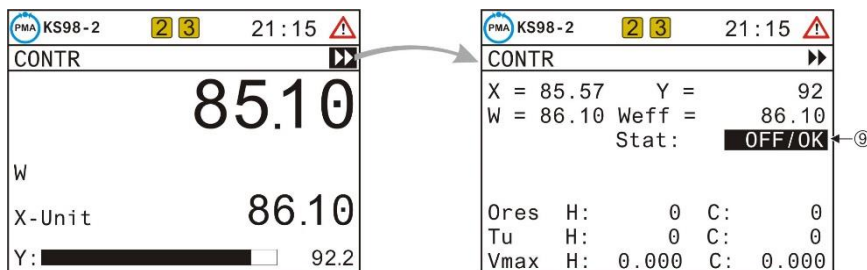 PMA KS98-2 2 3 21:15
CONTR
85.10
W
X-Unit 86.10
Y: 92.2
PMA KS98-2 2 3 21:15
CONTR
X = 85.57 Y = 92
W = 86.10 Weff = 86.10
Stat: OFF/OK ⑨
Ores H: 0 C: 0
Tu H: 0 C: 0
Vmax H: 0.000 C: 0.000